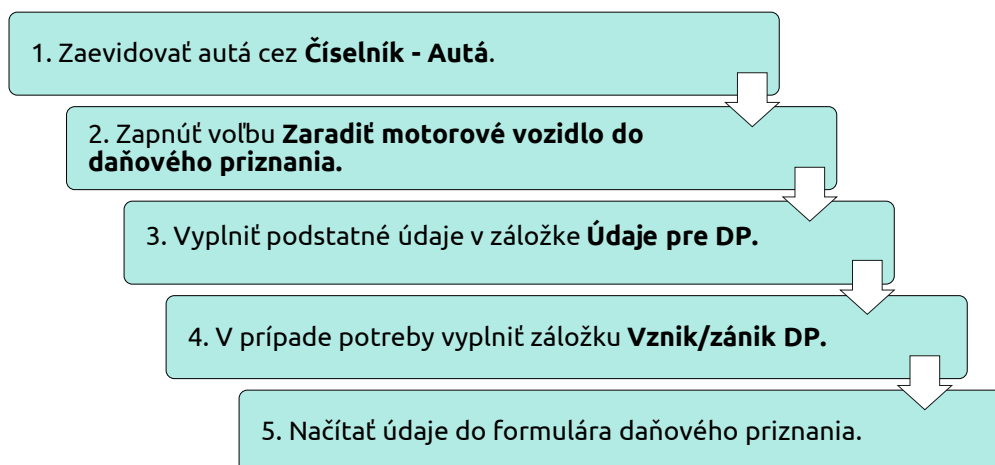 1. Zaevidovať autá cez Číselník - Autá.
2. Zapnúť voľbu Zaradiť motorové vozidlo do
daňového priznania.
3. Vyplniť podstatné údaje v záložke Údaje pre DP.
4. V prípade potreby vyplniť záložku Vznik/zánik DP.
5. Načítať údaje do formulára daňového priznania.